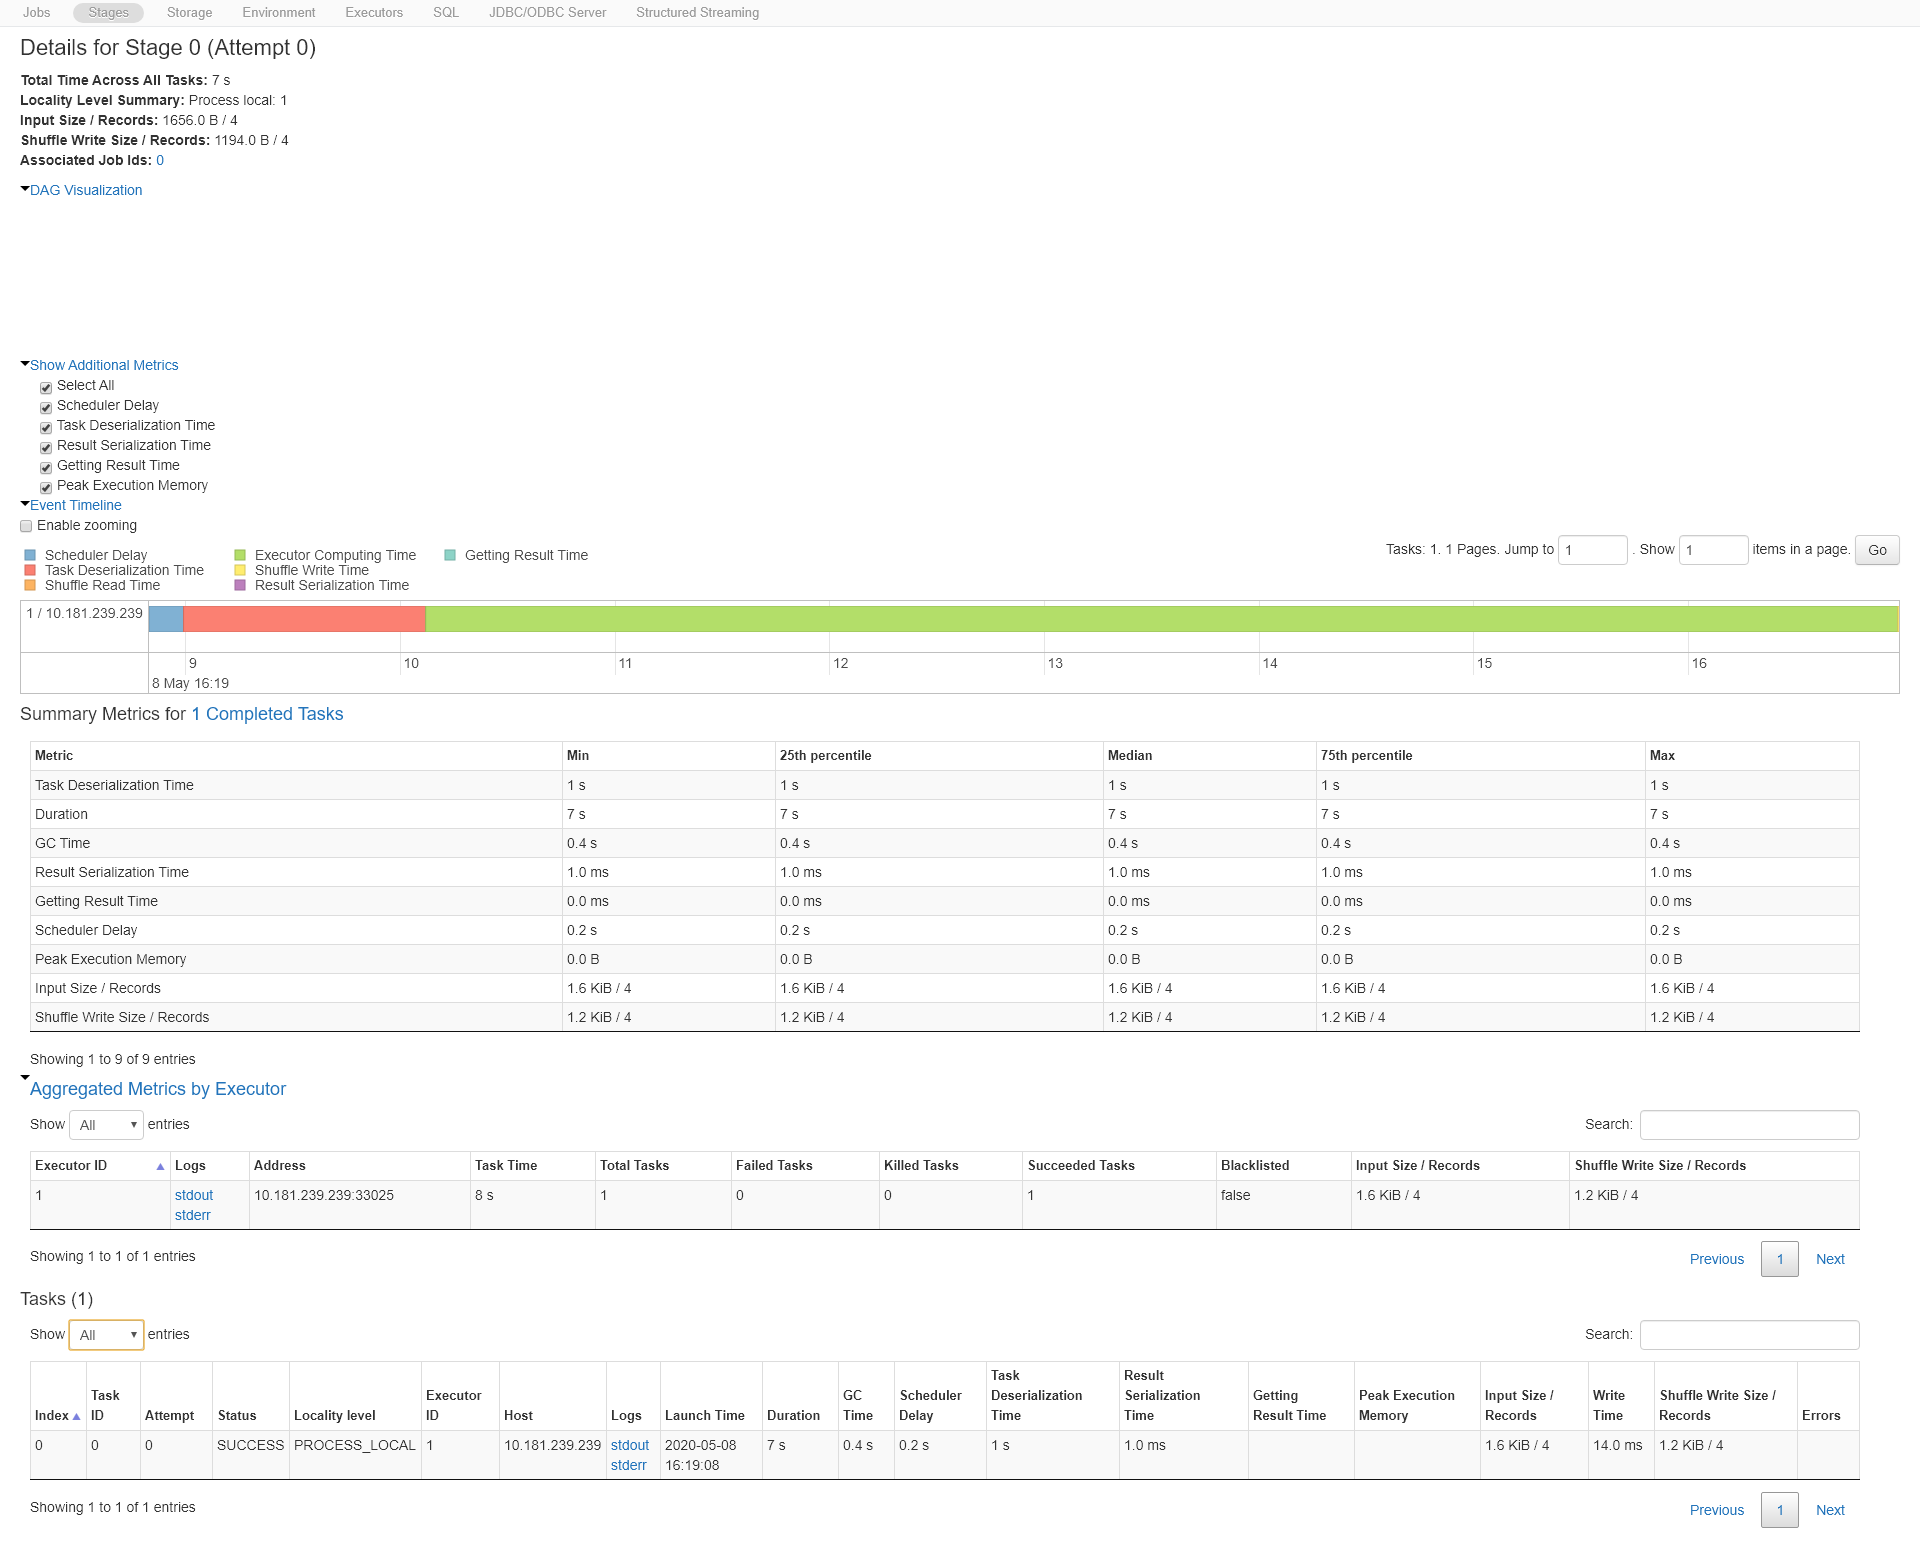 Jobs Stages Storage Environment Executors SQL JDBC/ODBC Server Structured Streaming
Details for Stage 0 (Attempt 0)
Total Time Across All Tasks: 7 s
Locality Level Summary: Process local: 1
Input Size / Records: 1656.0 B / 4
Shuffle Write Size / Records: 1194.0 B / 4
Associated Job Ids: 0
DAG Visualization
Show Additional Metrics
Select All
Scheduler Delay
Task Deserialization Time
Result Serialization Time
Getting Result Time
Peak Execution Memory
Event Timeline
Enable zooming
Tasks: 1. 1 Pages. Jump to 1 . Show 1 items in a page. Go
Scheduler Delay Executor Computing Time Getting Result Time
Task Deserialization Time Shuffle Write Time
Shuffle Read Time Result Serialization Time
1 / 10.181.239.239
9 10 11 12 13 14 15 16
8 May 16:19
Summary Metrics for 1 Completed Tasks
Metric Min 25th percentile Median 75th percentile Max
Task Deserialization Time 1 s 1 s 1 s 1 s 1 s
Duration 7 s 7 s 7 s 7 s 7 s
GC Time 0.4 s 0.4 s 0.4 s 0.4 s 0.4 s
Result Serialization Time 1.0 ms 1.0 ms 1.0 ms 1.0 ms 1.0 ms
Getting Result Time 0.0 ms 0.0 ms 0.0 ms 0.0 ms 0.0 ms
Scheduler Delay 0.2 s 0.2 s 0.2 s 0.2 s 0.2 s
Peak Execution Memory 0.0 B 0.0 B 0.0 B 0.0 B 0.0 B
Input Size / Records 1.6 KiB / 4 1.6 KiB / 4 1.6 KiB / 4 1.6 KiB / 4 1.6 KiB / 4
Shuffle Write Size / Records 1.2 KiB / 4 1.2 KiB / 4 1.2 KiB / 4 1.2 KiB / 4 1.2 KiB / 4
Showing 1 to 9 of 9 entries
Aggregated Metrics by Executor
Show All entries Search:
Executor ID Logs Address Task Time Total Tasks Failed Tasks Killed Tasks Succeeded Tasks Blacklisted Input Size / Records Shuffle Write Size / Records
1 stdout 10.181.239.239:33025 8 s 1 0 0 1 false 1.6 KiB / 4 1.2 KiB / 4
stderr
Showing 1 to 1 of 1 entries Previous 1 Next
Tasks (1)
Show All entries Search:
Task Result
Task Executor GC Scheduler Deserialization Serialization Getting Peak Execution Input Size / Write Shuffle Write Size /
Index ID Attempt Status Locality level ID Host Logs Launch Time Duration Time Delay Time Time Result Time Memory Records Time Records Errors
0 0 0 SUCCESS PROCESS_LOCAL 1 10.181.239.239 stdout 2020-05-08 7 s 0.4 s 0.2 s 1 s 1.0 ms 1.6 KiB / 4 14.0 ms 1.2 KiB / 4
stderr 16:19:08
Showing 1 to 1 of 1 entries Previous 1 Next